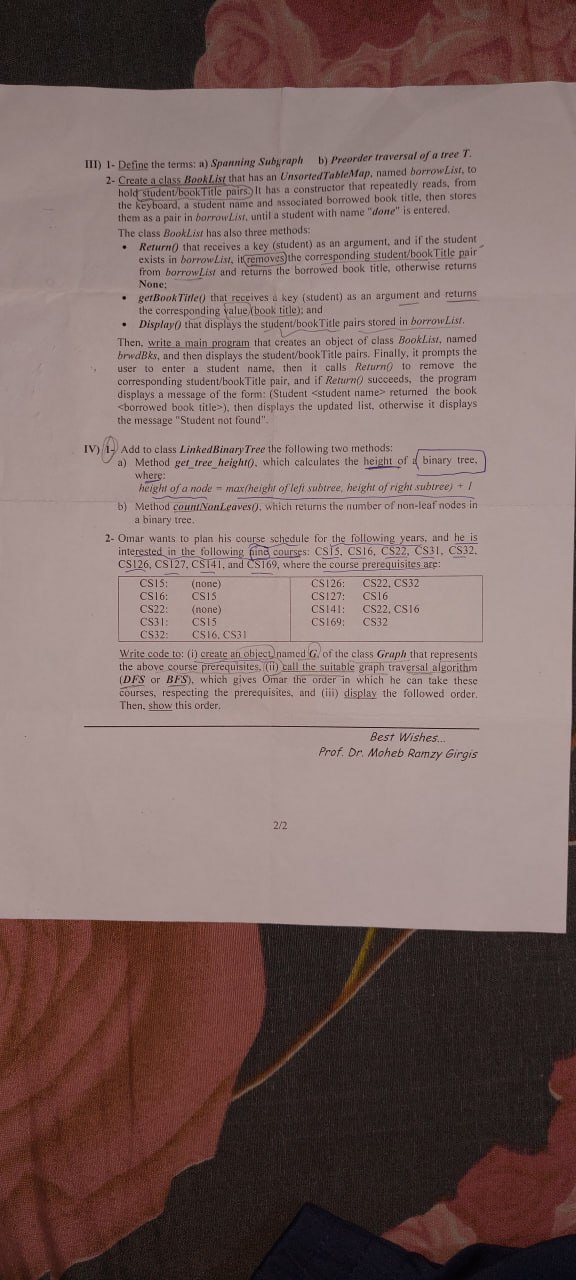 III) 1- Define the terms: a) Spanning Subgraph b) Preorder traversal of a tree T.
2- Create a class BookList that has an UnsortedTableMap, named borrowList, to
hold student/bookTitle pairs. It has a constructor that repeatedly reads, from
the keyboard, a student name and associated borrowed book title, then stores
them as a pair in borrowList, until a student with name "done" is entered.
The class BookList has also three methods:
• Return() that receives a key (student) as an argument, and if the student
exists in borrowList, it removes the corresponding student/bookTitle pair
from borrowList and returns the borrowed book title, otherwise returns
None;
• getBookTitle() that receives a key (student) as an argument and returns
the corresponding value (book title); and
• Display() that displays the student/bookTitle pairs stored in borrowList.
Then, write a main program that creates an object of class BookList, named
brwdBks, and then displays the student/bookTitle pairs. Finally, it prompts the
user to enter a student name, then it calls Return() to remove the
corresponding student/bookTitle pair, and if Return() succeeds, the program
displays a message of the form: (Student <student name> returned the book
<borrowed book title>), then displays the updated list, otherwise it displays
the message "Student not found".
IV) 1- Add to class LinkedBinaryTree the following two methods:
a) Method get_tree_height(), which calculates the height of a binary tree,
where:
height of a node = max(height of left subtree, height of right subtree) + 1
b) Method countNonLeaves(), which returns the number of non-leaf nodes in
a binary tree.
2- Omar wants to plan his course schedule for the following years, and he is
interested in the following nine courses: CS15, CS16, CS22, CS31, CS32,
CS126, CS127, CS141, and CS169, where the course prerequisites are:
CS15: (none) CS126: CS22, CS32
CS16: CS15 CS127: CS16
CS22: (none) CS141: CS22, CS16
CS31: CS15 CS169: CS32
CS32: CS16, CS31
Write code to: (i) create an object, named G, of the class Graph that represents
the above course prerequisites, (ii) call the suitable graph traversal algorithm
(DFS or BFS), which gives Omar the order in which he can take these
courses, respecting the prerequisites, and (iii) display the followed order.
Then, show this order.
Best Wishes...
Prof. Dr. Moheb Ramzy Girgis
2/2